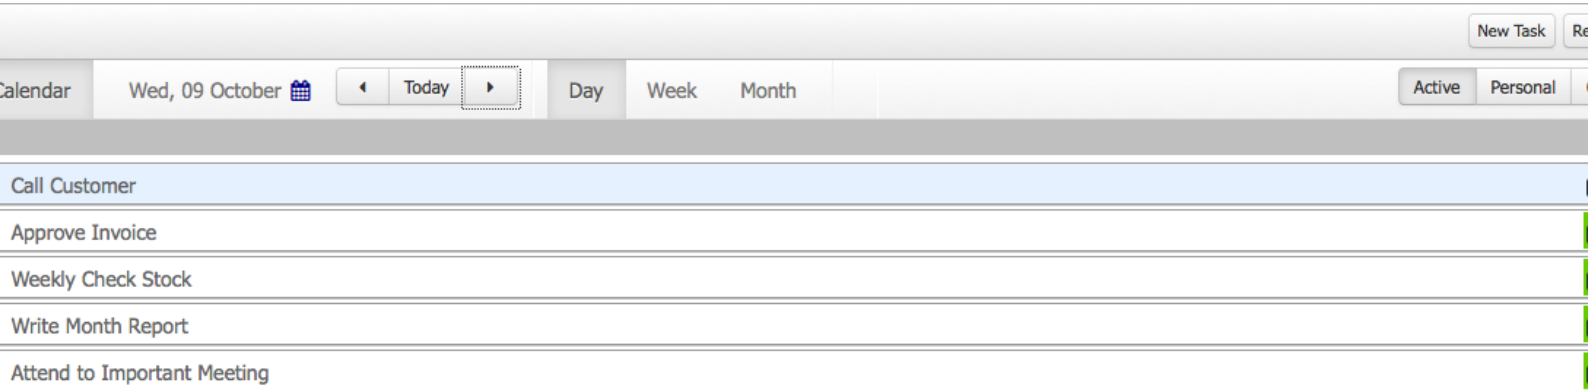 New Task
Calendar Wed, 09 October Today Day Week Month Active Personal
Call Customer
Approve Invoice
Weekly Check Stock
Write Month Report
Attend to Important Meeting